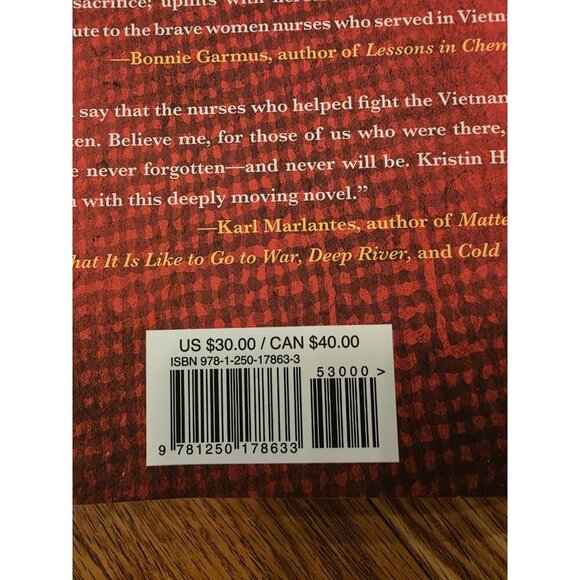 sacrifice; uplifts with
ute to the brave women nurses who served in Vietna
—Bonnie Garmus, author of Lessons in Chem
l say that the nurses who helped fight the Vietnam
ten. Believe me, for those of us who were there,
e never forgotten—and never will be. Kristin H
n with this deeply moving novel.”
—Karl Marlantes, author of Matte
hat It Is Like to Go to War, Deep River, and Cold
US $30.00 / CAN $40.00
ISBN 978-1-250-17863-3
53000 >
9 781250 178633